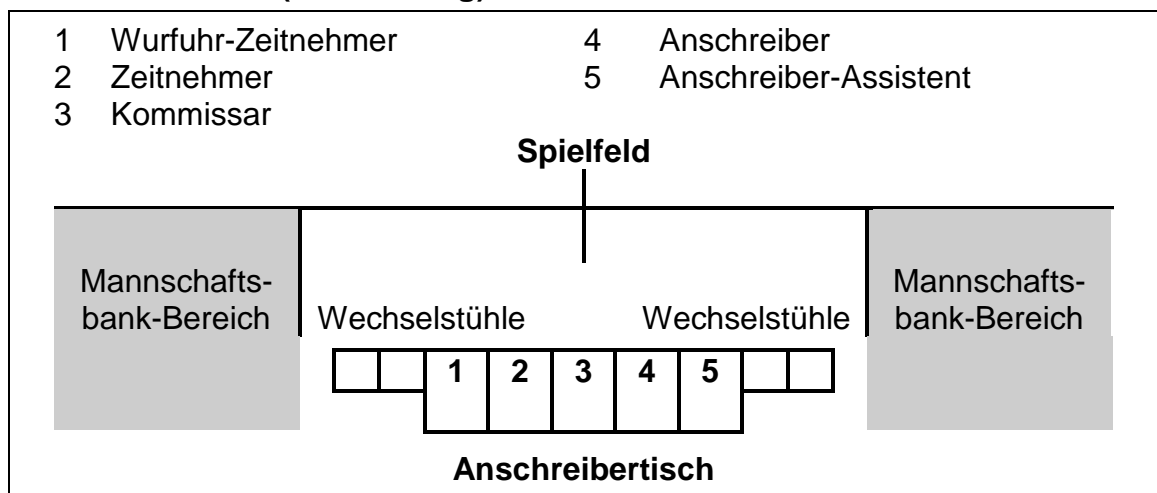 1 Wurfuhr-Zeitnehmer 4 Anschreiber
2 Zeitnehmer 5 Anschreiber-Assistent
3 Kommissar
Spielfeld
Mannschafts-
bank-Bereich
Wechselstühle
Wechselstühle
Mannschafts-
bank-Bereich
1 2 3 4 5
Anschreibertisch